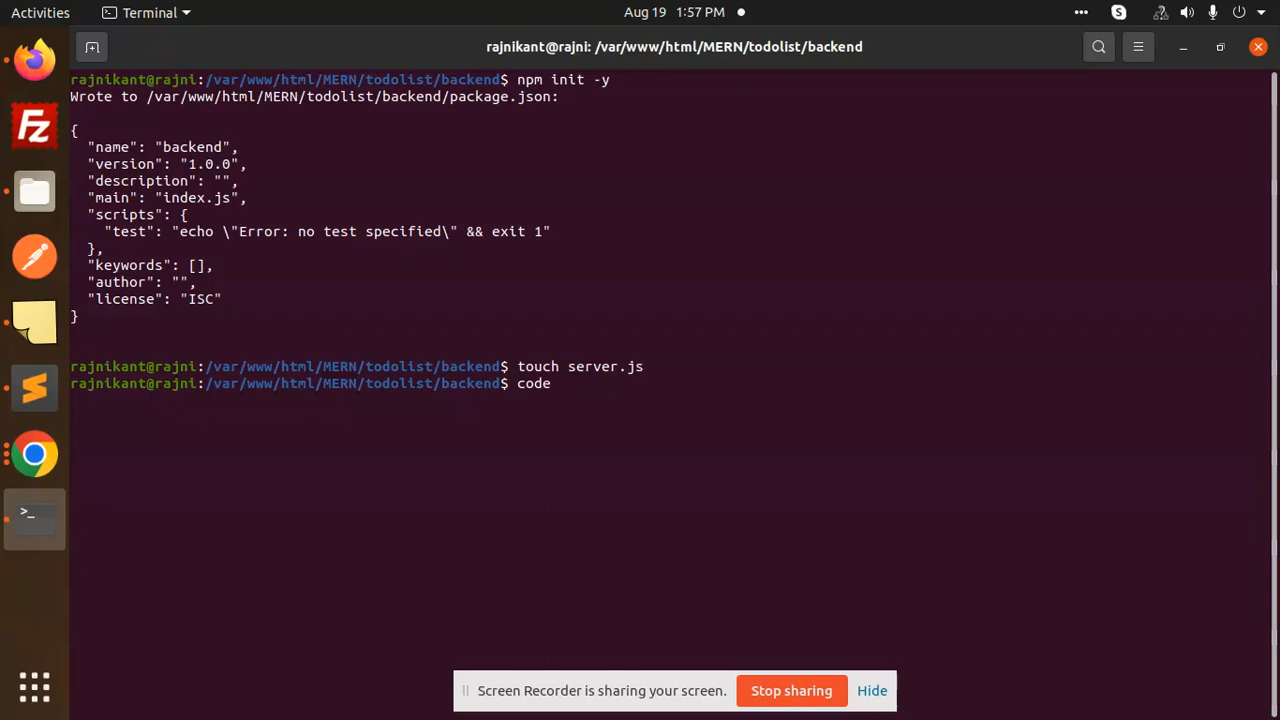 Activities
Terminal
Aug 19 1:57 PM
S
rajnikant@rajni: /var/www/html/MERN/todolist/backend
rajnikant@rajni:/var/www/html/MERN/todolist/backend$ npm init -y
Wrote to /var/www/html/MERN/todolist/backend/package.json:
{
"name": "backend",
"version": "1.0.0",
"description": "",
"main": "index.js",
"scripts": {
"test": "echo \"Error: no test specified\" && exit 1"
},
"keywords": [],
"author": "",
"license": "ISC"
}
rajnikant@rajni:/var/www/html/MERN/todolist/backend$ touch server.js
rajnikant@rajni:/var/www/html/MERN/todolist/backend$ code
Fz
>_
Screen Recorder is sharing your screen.
Stop sharing
Hide